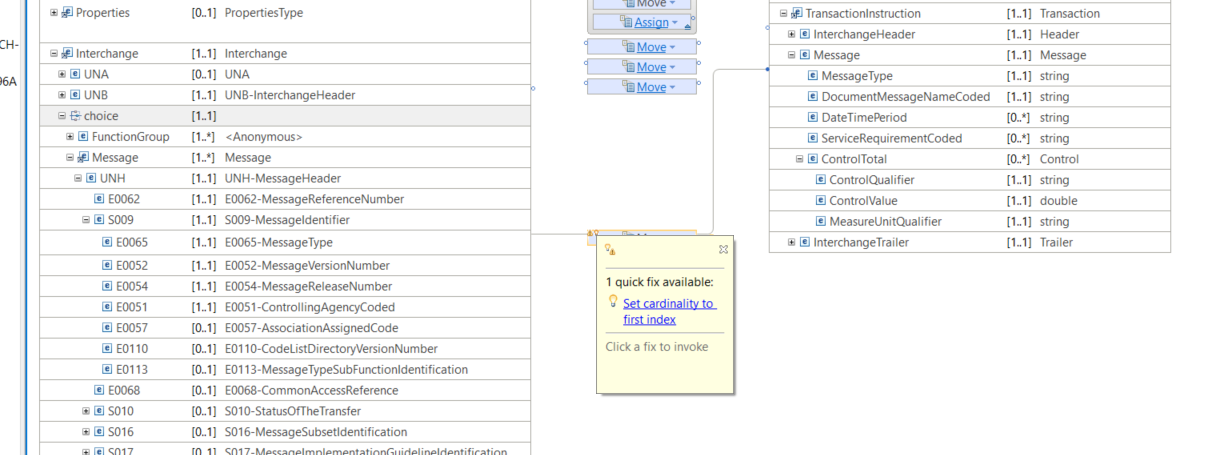 Properties [0..1] PropertiesType
Interchange [1..1] Interchange
UNA [0..1] UNA
UNB [1..1] UNB-InterchangeHeader
choice [1..1]
FunctionGroup [1..*] <Anonymous>
Message [1..*] Message
UNH [1..1] UNH-MessageHeader
E0062 [1..1] E0062-MessageReferenceNumber
S009 [1..1] S009-MessageIdentifier
E0065 [1..1] E0065-MessageType
E0052 [1..1] E0052-MessageVersionNumber
E0054 [1..1] E0054-MessageReleaseNumber
E0051 [1..1] E0051-ControllingAgencyCoded
E0057 [0..1] E0057-AssociationAssignedCode
E0110 [0..1] E0110-CodeListDirectoryVersionNumber
E0113 [0..1] E0113-MessageTypeSubFunctionIdentification
E0068 [0..1] E0068-CommonAccessReference
S010 [0..1] S010-StatusOfTheTransfer
S016 [0..1] S016-MessageSubsetIdentification
S017 [0..1] S017-MessageImplementationGuidelineIdentification
CH-
96A
Move
Assign
Move
Move
Move
1 quick fix available:
Set cardinality to
first index
Click a fix to invoke
TransactionInstruction [1..1] Transaction
InterchangeHeader [1..1] Header
Message [1..1] Message
MessageType [1..1] string
DocumentMessageNameCoded [1..1] string
DateTimePeriod [0..*] string
ServiceRequirementCoded [0..*] string
ControlTotal [0..*] Control
ControlQualifier [1..1] string
ControlValue [1..1] double
MeasureUnitQualifier [1..1] string
InterchangeTrailer [1..1] Trailer